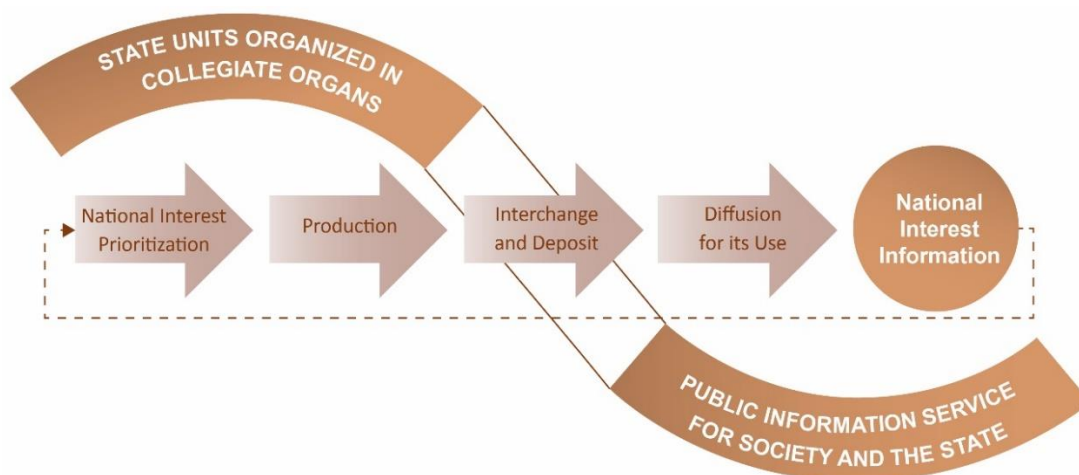 STATE UNITS ORGANIZED IN
COLLEGIATE ORGANS
National Interest
Prioritization
Production
Interchange
and Deposit
Diffusion
for its Use
National
Interest
Information
PUBLIC INFORMATION SERVICE
FOR SOCIETY AND THE STATE